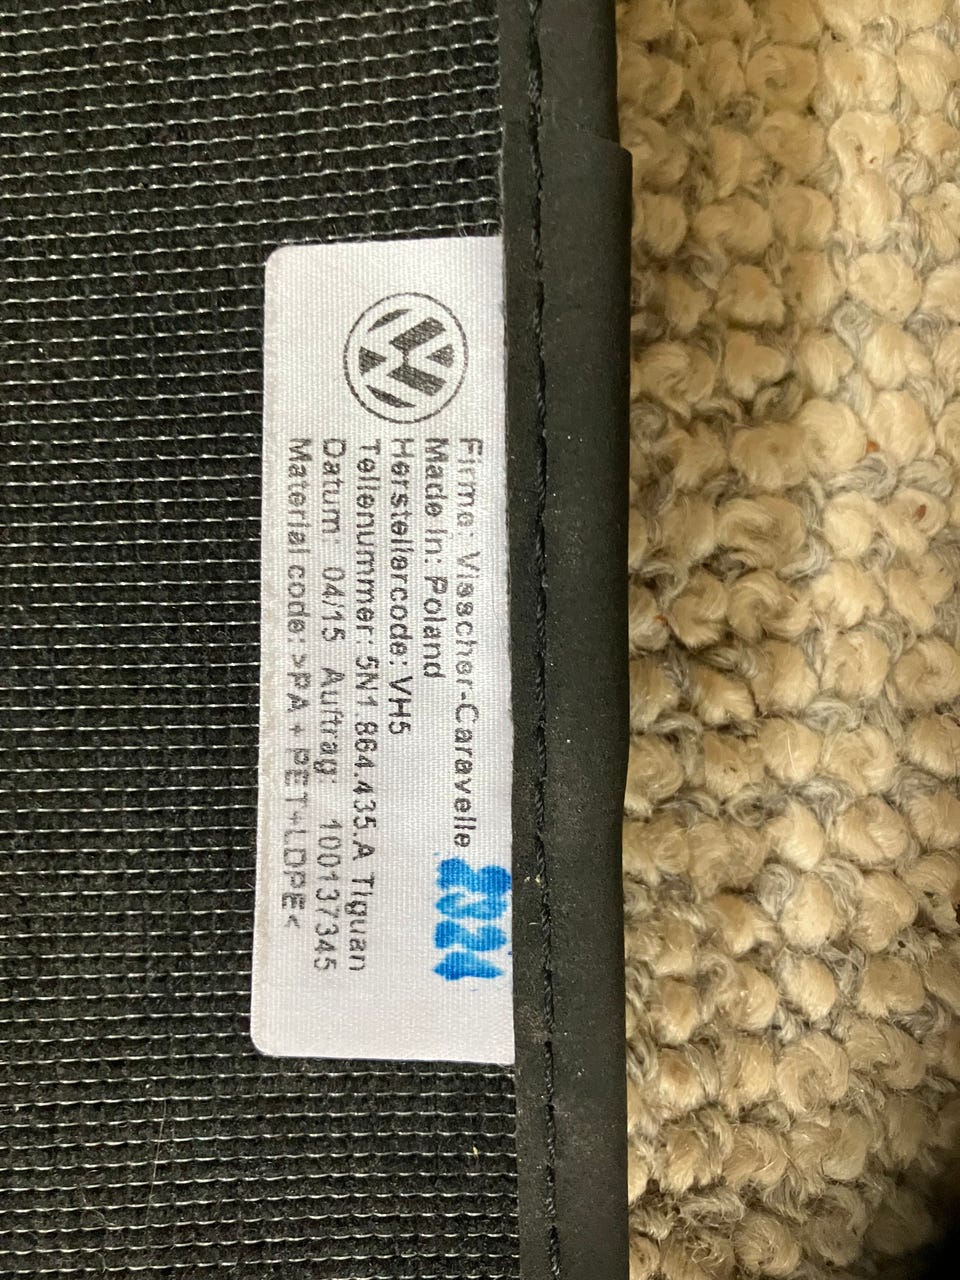 Firma: Visscher-Caravelle
Made in: Poland
Herstellercode: VH5
Teilenummer: 5N1.864.435.A Tiguan
Datum: 04/15 Auftrag: 100137345
Material code: >PA + PET+LDPE<